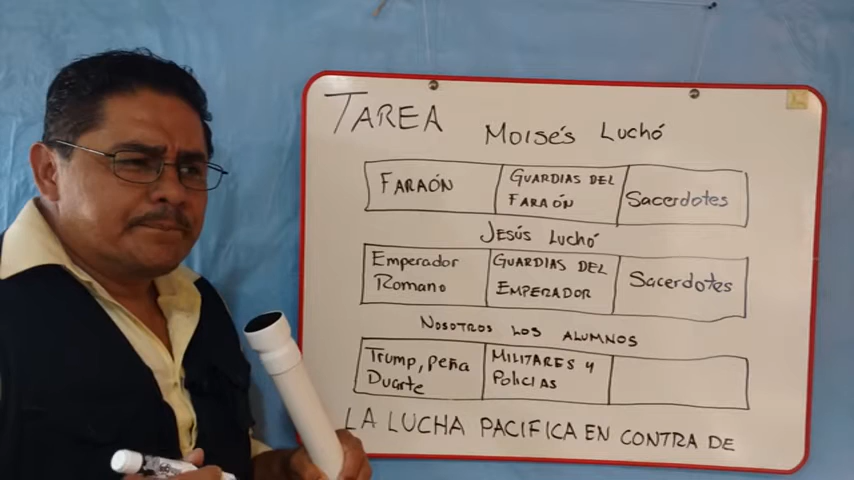 TAREA
MOISÉS LUCHÓ
FARAÓN
GUARDIAS DEL
FARAÓN
Sacerdotes
JESÚS LUCHÓ
Emperador
Romano
GUARDIAS DEL
EMPERADOR
Sacerdotes
NOSOTROS LOS ALUMNOS
Trump, Peña
Duarte
MILITARES Y
POLICIAS
LA LUCHA PACIFICA EN CONTRA DE